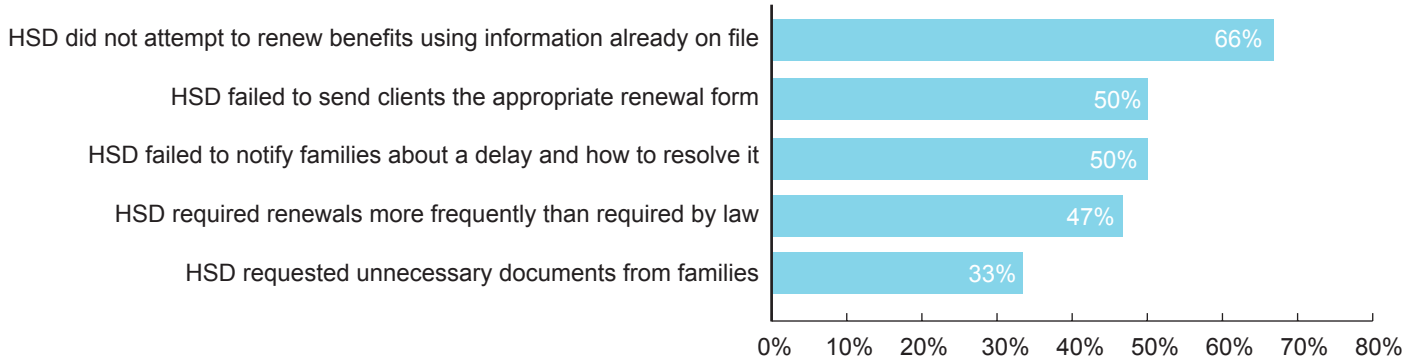 HSD did not attempt to renew benefits using information already on file 66%
HSD failed to send clients the appropriate renewal form 50%
HSD failed to notify families about a delay and how to resolve it 50%
HSD required renewals more frequently than required by law 47%
HSD requested unnecessary documents from families 33%
0% 10% 20% 30% 40% 50% 60% 70% 80%